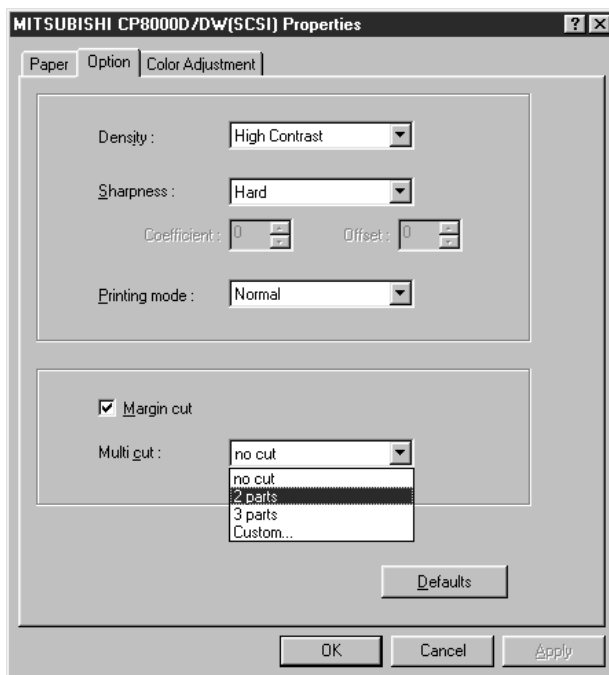 MITSUBISHI CP8000D/DW(SCSI) Properties
Paper Option Color Adjustment
Density : High Contrast
Sharpness : Hard
Coefficient : 0 Offset : 0
Printing mode : Normal
Margin cut
Multi cut : no cut
no cut
2 parts
3 parts
Custom...
Defaults
OK Cancel Apply